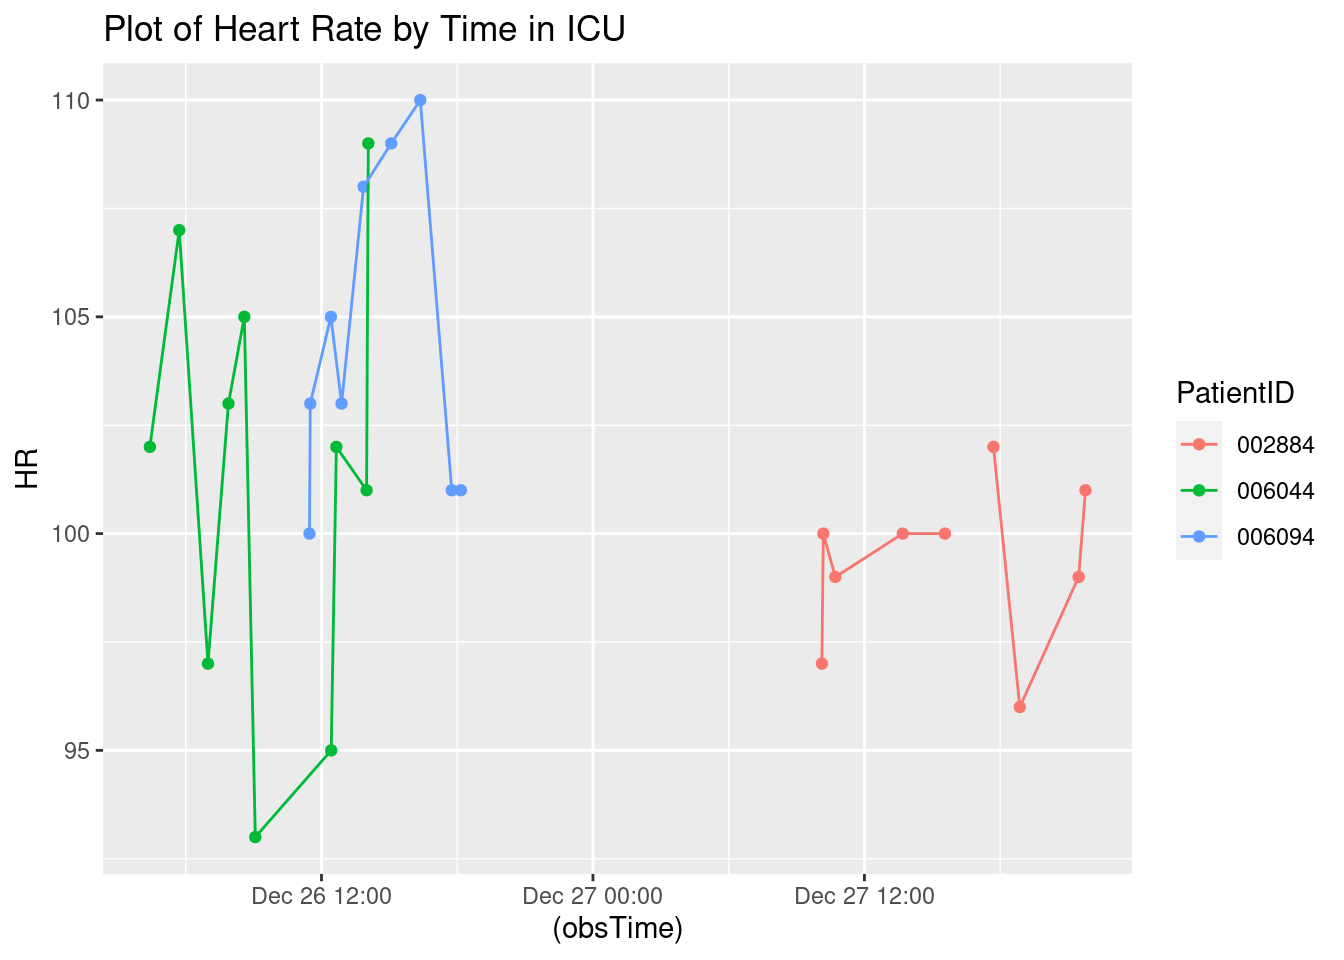 Plot of Heart Rate by Time in ICU
110
105
100
95
HR
Dec 26 12:00
Dec 27 00:00
Dec 27 12:00
(obsTime)
PatientID
002884
006044
006094